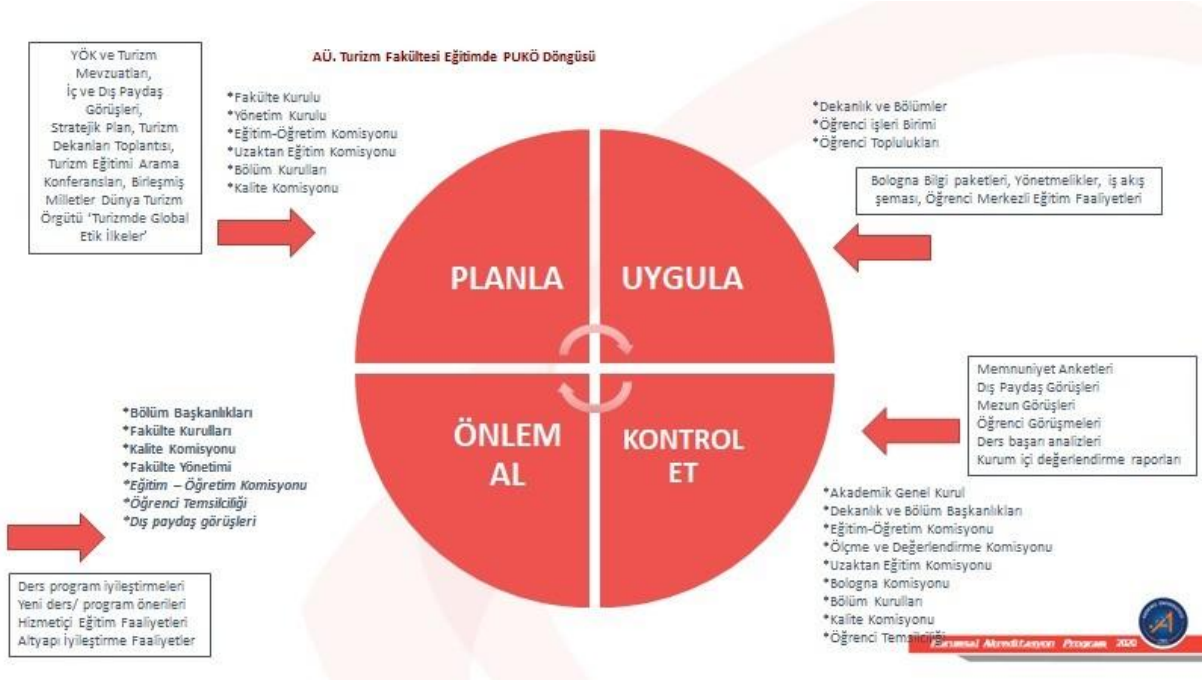 AÜ. Turizm Fakültesi Eğitimde PUKÖ Döngüsü
YÖK ve Turizm
Mevzuatları,
İç ve Dış Paydaş
Görüşleri,
Stratejik Plan, Turizm
Dekanları Toplantısı,
Turizm Eğitimi Arama
Konferansları, Birleşmiş
Milletler Dünya Turizm
Örgütü ‘Turizmde Global
Etik İlkeler’
*Fakülte Kurulu
*Yönetim Kurulu
*Eğitim-Öğretim Komisyonu
*Uzaktan Eğitim Komisyonu
*Bölüm Kurulları
*Kalite Komisyonu
*Dekanlık ve Bölümler
*Öğrenci işleri Birimi
*Öğrenci Toplulukları
Bologna Bilgi paketleri, Yönetmelikler, iş akış
şeması, Öğrenci Merkezli Eğitim Faaliyetleri
PLANLA
UYGULA
ÖNLEM
AL
KONTROL
ET
Memnuniyet Anketleri
Dış Paydaş Görüşleri
Mezun Görüşleri
Öğrenci Görüşmeleri
Ders başarı analizleri
Kurum içi değerlendirme raporları
*Akademik Genel Kurul
*Dekanlık ve Bölüm Başkanlıkları
*Eğitim-Öğretim Komisyonu
*Ölçme ve Değerlendirme Komisyonu
*Uzaktan Eğitim Komisyonu
*Bologna Komisyonu
*Bölüm Kurulları
*Kalite Komisyonu
*Öğrenci Temsilciliği
*Bölüm Başkanlıkları
*Fakülte Kurulları
*Kalite Komisyonu
*Fakülte Yönetimi
*Eğitim – Öğretim Komisyonu
*Öğrenci Temsilciliği
*Dış paydaş görüşleri
Ders program iyileştirmeleri
Yeni ders/ program önerileri
Hizmetiçi Eğitim Faaliyetleri
Altyapı İyileştirme Faaliyetler
Kurumsal Akreditasyon Program 2020